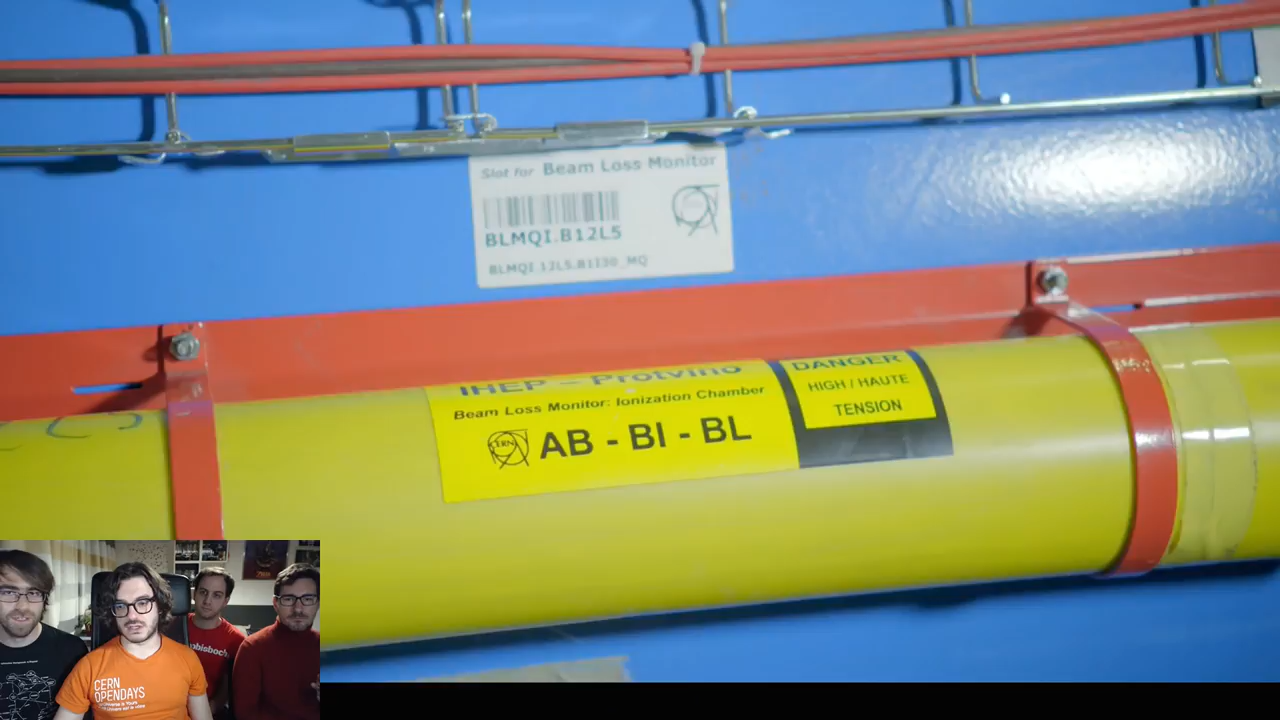 Slot for Beam Loss Monitor
BLMQI.B12L5
BLMQI.12L5.B1I30_MQ
IHEP - Protvino
Beam Loss Monitor: Ionization Chamber
CERN AB - BI - BL
DANGER
HIGH / HAUTE
TENSION
CERN
OPENDAYS